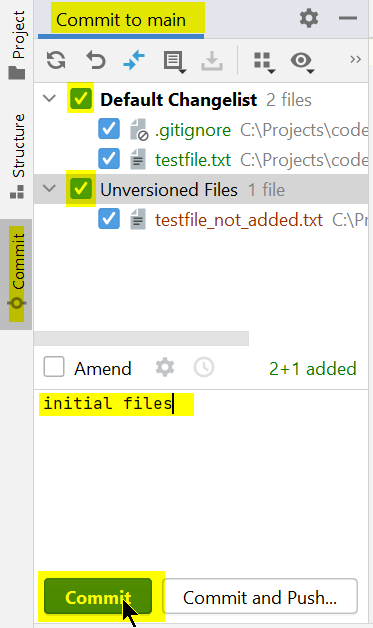 Project
Structure
Commit
Commit to main
Default Changelist 2 files
.gitignore C:\Projects\code
testfile.txt C:\Projects\code
Unversioned Files 1 file
testfile_not_added.txt C:\P
Amend
2+1 added
initial files
Commit
Commit and Push...